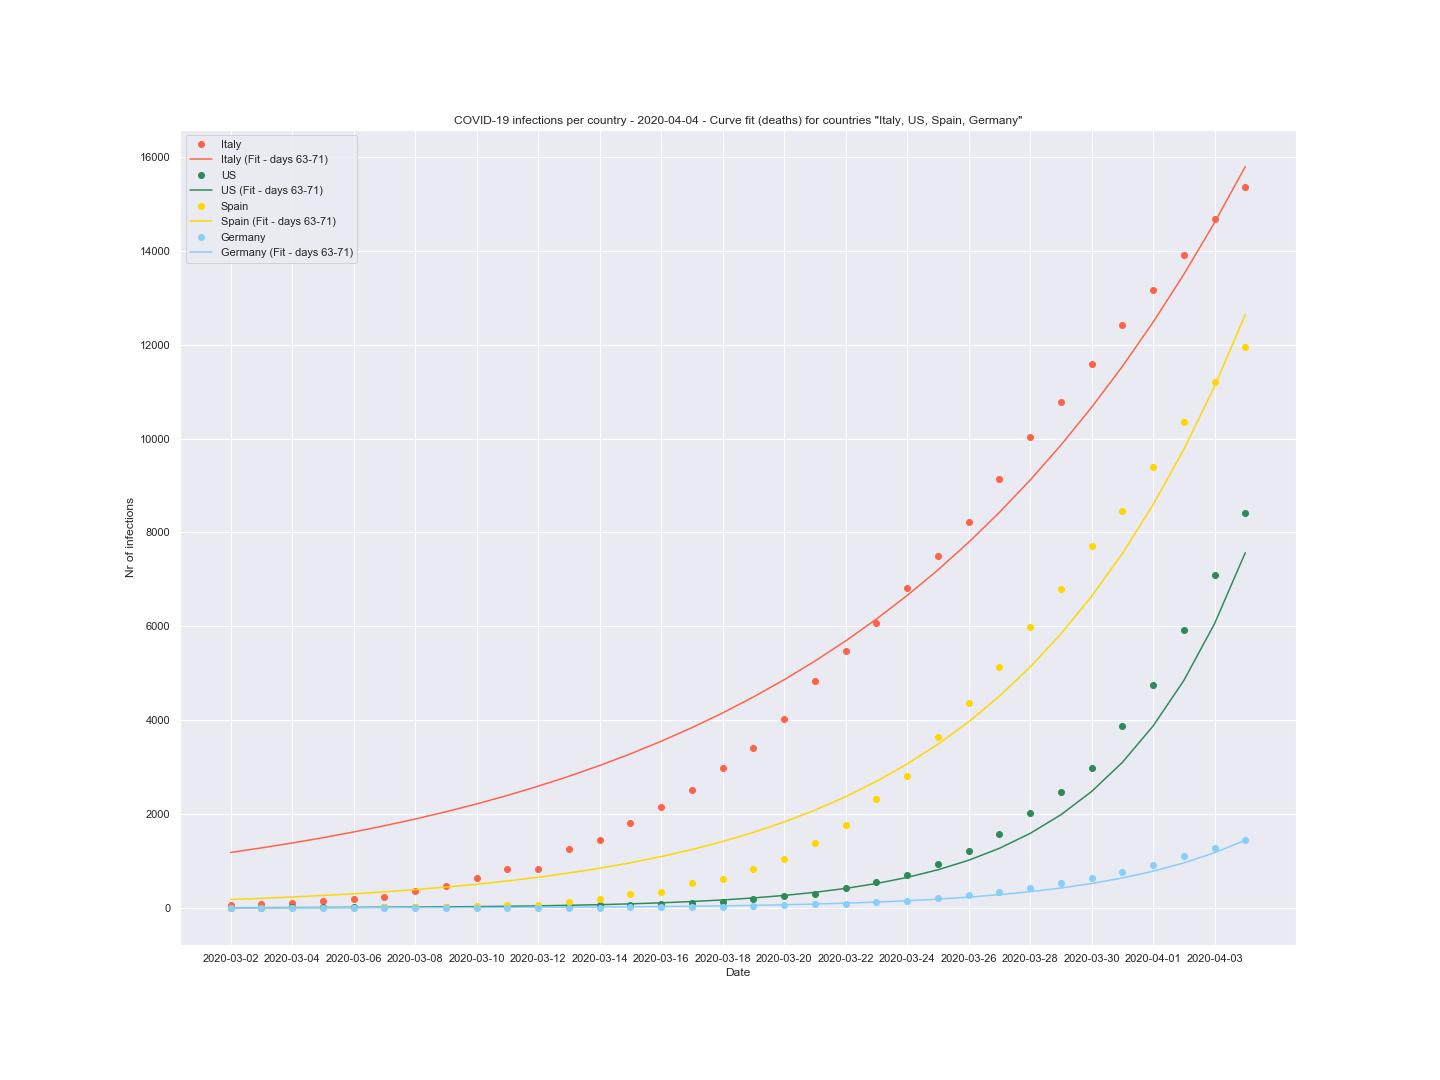 COVID-19 infections per country - 2020-04-04 - Curve fit (deaths) for countries "Italy, US, Spain, Germany"
Italy
Italy (Fit - days 63-71)
US
US (Fit - days 63-71)
Spain
Spain (Fit - days 63-71)
Germany
Germany (Fit - days 63-71)
16000
14000
12000
10000
8000
6000
4000
2000
0
Nr of infections
2020-03-02 2020-03-04 2020-03-06 2020-03-08 2020-03-10 2020-03-12 2020-03-14 2020-03-16 2020-03-18 2020-03-20 2020-03-22 2020-03-24 2020-03-26 2020-03-28 2020-03-30 2020-04-01 2020-04-03
Date